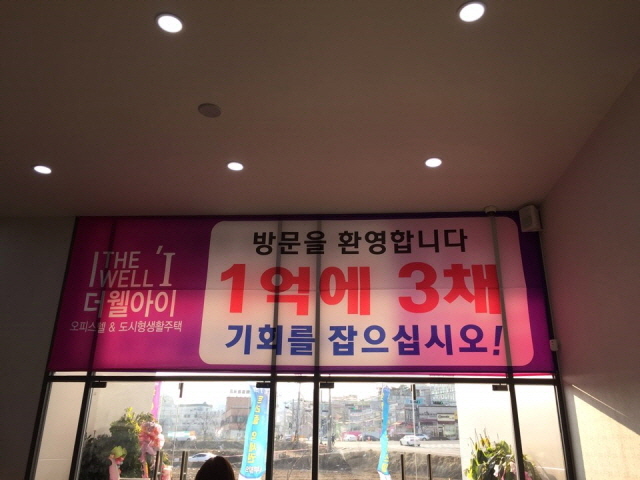 THE
WELL 'I
더웰아이
오피스텔 & 도시형생활주택
방문을 환영합니다
1억에 3채
기회를 잡으십시오!